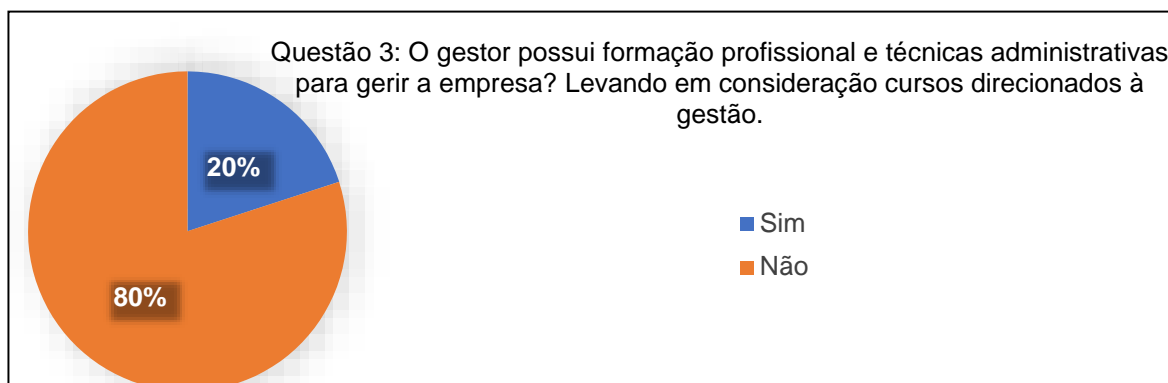 Questão 3: O gestor possui formação profissional e técnicas administrativas
para gerir a empresa? Levando em consideração cursos direcionados à
gestão.
20%
Sim
Não
80%